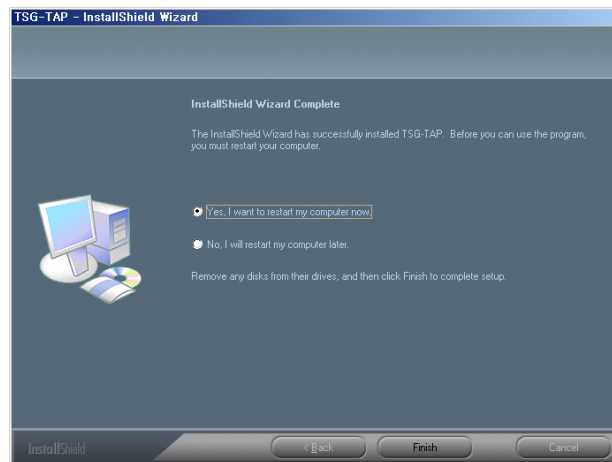 TSG-TAP - InstallShield Wizard
InstallShield Wizard Complete
The InstallShield Wizard has successfully installed TSG-TAP. Before you can use the program,
you must restart your computer.
Yes, I want to restart my computer now.
No, I will restart my computer later.
Remove any disks from their drives, and then click Finish to complete setup.
InstallShield
< Back
Finish
Cancel